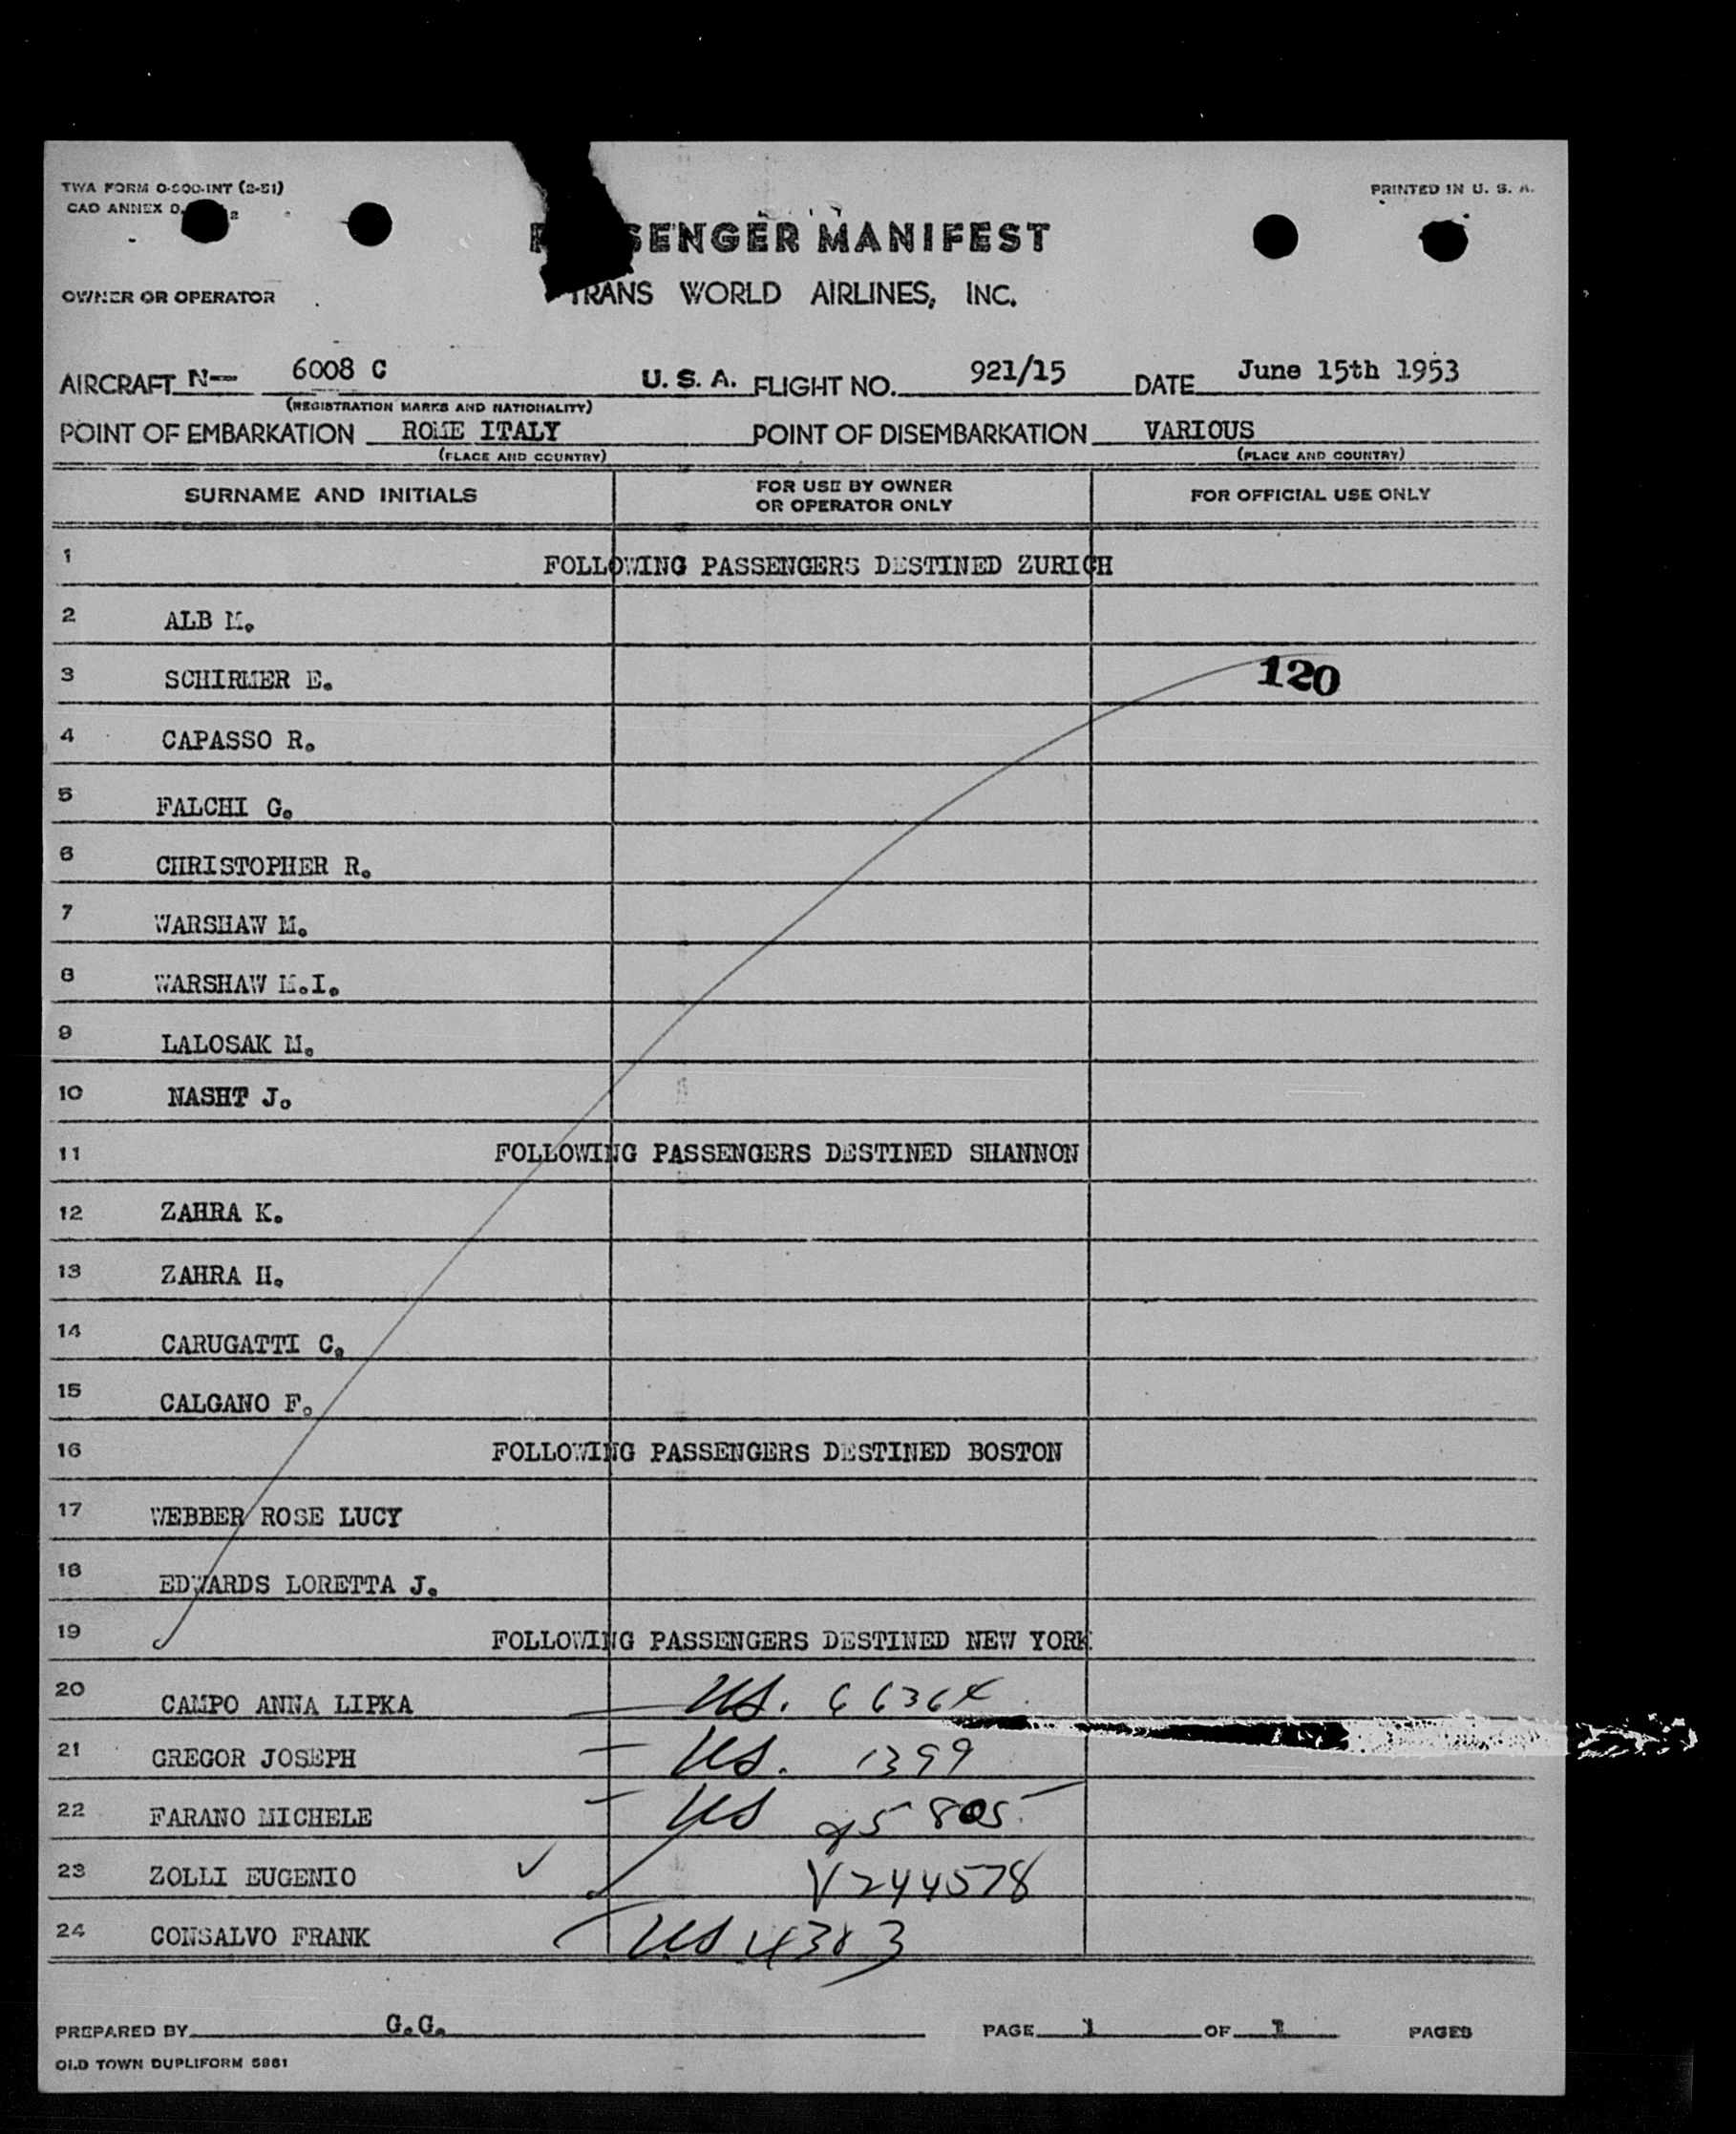 TWA FORM O-200-INT (2-51)
PRINTED IN U. S. A.
CAO ANNEX
SENGER MANIFEST
OWNER OR OPERATOR
TRANS WORLD AIRLINES, INC.
AIRCRAFT N— 6008 C U. S. A. FLIGHT NO. 921/15 DATE June 15th 1953
(REGISTRATION MARKS AND NATIONALITY)
POINT OF EMBARKATION ROME ITALY POINT OF DISEMBARKATION VARIOUS
(PLACE AND COUNTRY) (PLACE AND COUNTRY)
SURNAME AND INITIALS FOR USE BY OWNER OR OPERATOR ONLY FOR OFFICIAL USE ONLY
1 FOLLOWING PASSENGERS DESTINED ZURICH
2 ALB M.
3 SCHIRMER E. 120
4 CAPASSO R.
5 FALCHI G.
6 CHRISTOPHER R.
7 WARSHAW M.
8 WARSHAW M.I.
9 LALOSAK M.
10 NASHT J.
11 FOLLOWING PASSENGERS DESTINED SHANNON
12 ZAHRA K.
13 ZAHRA H.
14 CARUGATTI C.
15 CALGANO F.
16 FOLLOWING PASSENGERS DESTINED BOSTON
17 WEBBER ROSE LUCY
18 EDWARDS LORETTA J.
19 FOLLOWING PASSENGERS DESTINED NEW YORK
20 CAMPO ANNA LIPKA US.
21 GREGOR JOSEPH US. 1399
22 FARANO MICHELE US
23 ZOLLI EUGENIO ✓ V244578
24 CONSALVO FRANK US 4383
PREPARED BY G.G. PAGE 1 OF 1 PAGES
OLD TOWN DUPLIFORM 5861